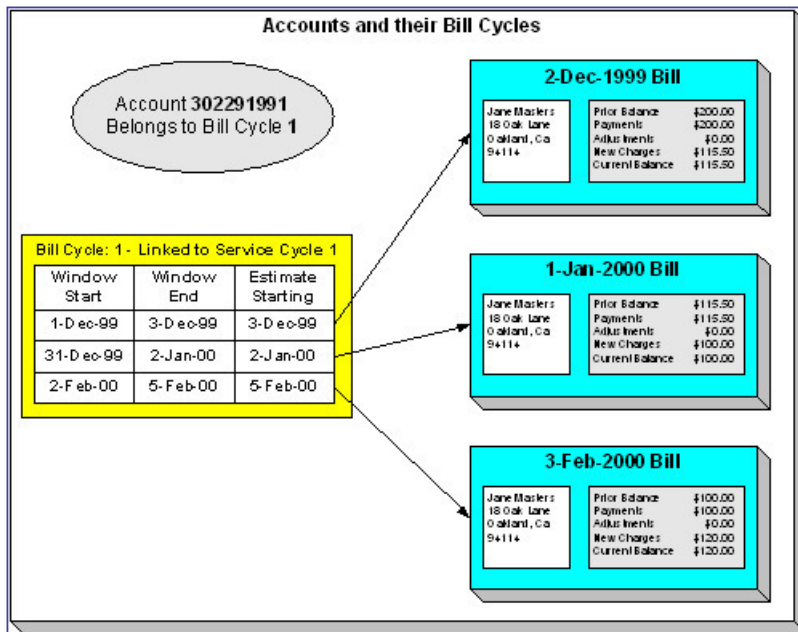 Accounts and their Bill Cycles
Account 302291991
Belongs to Bill Cycle 1
Bill Cycle: 1 - Linked to Service Cycle 1
Window Start Window End Estimate Starting
1-Dec-99 3-Dec-99 3-Dec-99
31-Dec-99 2-Jan-00 2-Jan-00
2-Feb-00 5-Feb-00 5-Feb-00
2-Dec-1999 Bill
Jane Masters
18 Oak Lane
Oakland, Ca
94114
Prior Balance $200.00
Payments $200.00
Adjustments $0.00
New Charges $115.50
Current Balance $115.50
1-Jan-2000 Bill
Jane Masters
18 Oak Lane
Oakland, Ca
94114
Prior Balance $115.50
Payments $115.50
Adjustments $0.00
New Charges $100.00
Current Balance $100.00
3-Feb-2000 Bill
Jane Masters
18 Oak Lane
Oakland, Ca
94114
Prior Balance $100.00
Payments $100.00
Adjustments $0.00
New Charges $120.00
Current Balance $120.00